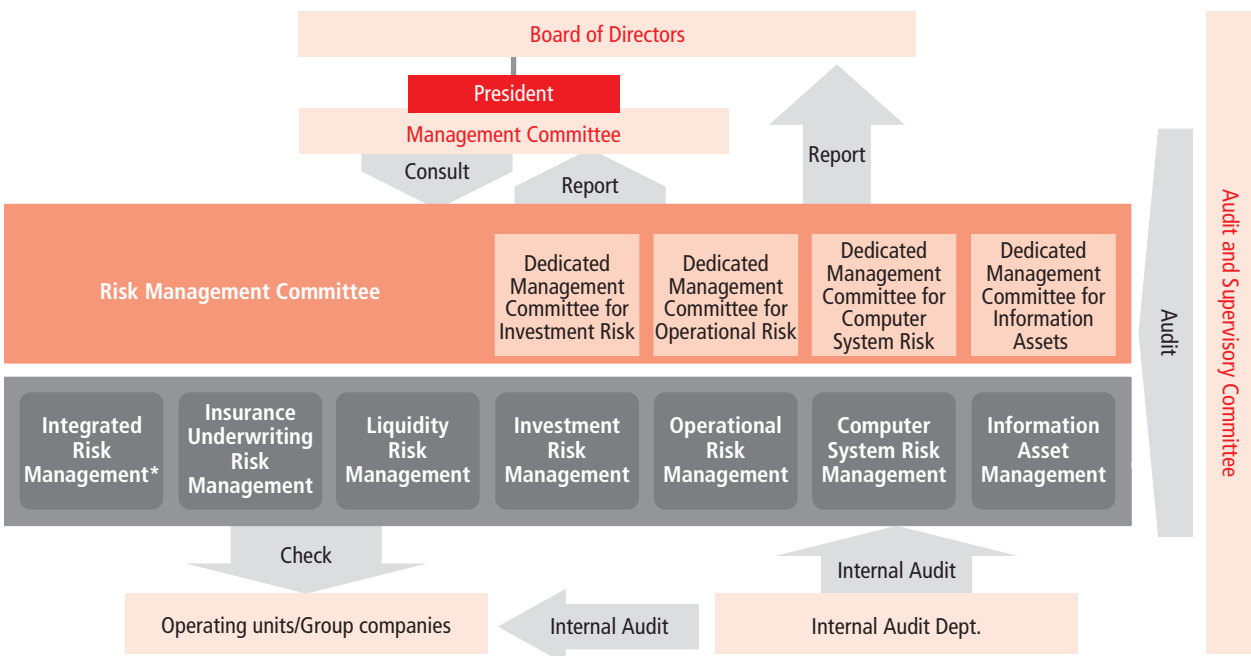 Board of Directors
President
Management Committee
Consult
Report
Report
Risk Management Committee
Dedicated
Management
Committee for
Investment Risk
Dedicated
Management
Committee for
Operational Risk
Dedicated
Management
Committee for
Computer
System Risk
Dedicated
Management
Committee for
Information
Assets
Integrated
Risk
Management*
Insurance
Underwriting
Risk
Management
Liquidity
Risk
Management
Investment
Risk
Management
Operational
Risk
Management
Computer
System Risk
Management
Information
Asset
Management
Audit
Audit and Supervisory Committee
Check
Internal Audit
Operating units/Group companies
Internal Audit
Internal Audit Dept.